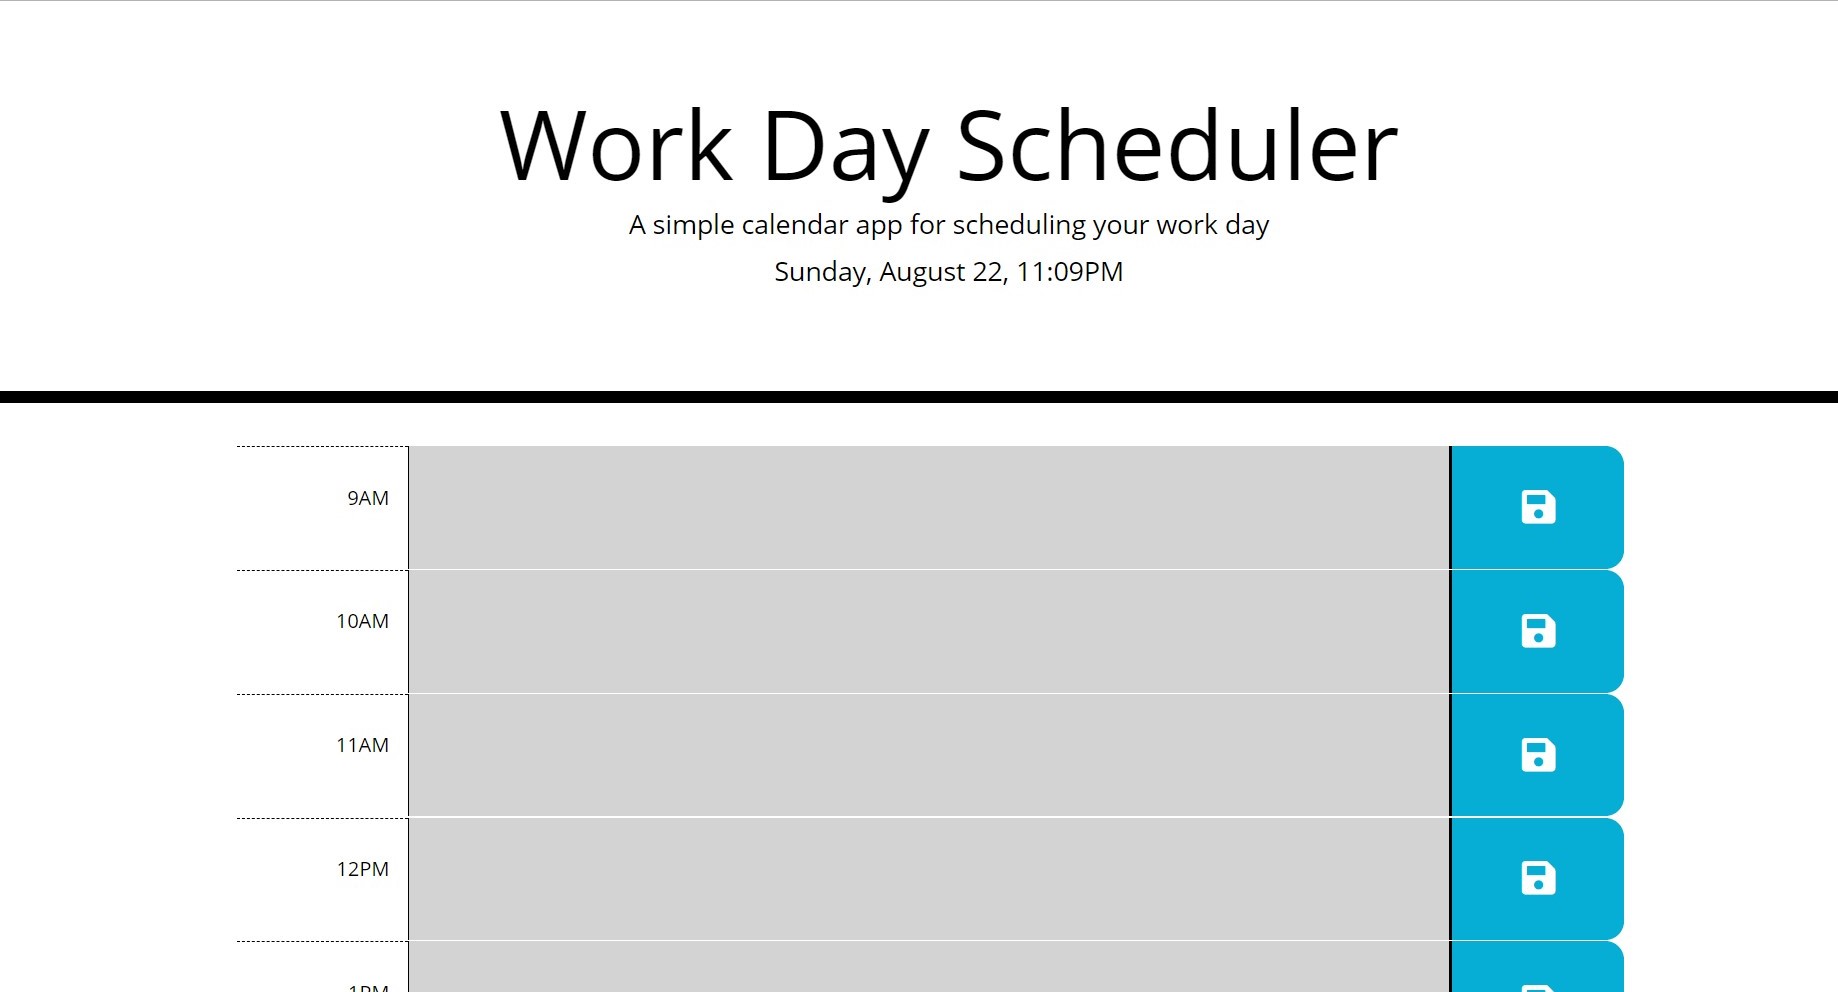 Work Day Scheduler
A simple calendar app for scheduling your work day
Sunday, August 22, 11:09PM
9AM
10AM
11AM
12PM
1PM